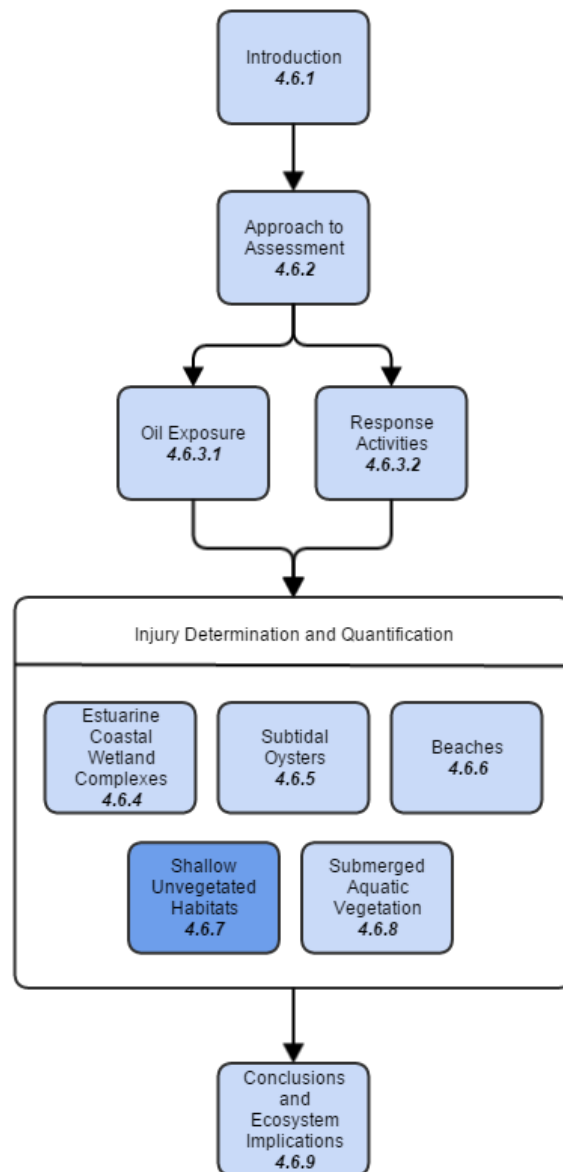 Introduction
4.6.1
Approach to
Assessment
4.6.2
Oil Exposure
4.6.3.1
Response
Activities
4.6.3.2
Injury Determination and Quantification
Estuarine
Coastal
Wetland
Complexes
4.6.4
Subtidal
Oysters
4.6.5
Beaches
4.6.6
Shallow
Unvegetated
Habitats
4.6.7
Submerged
Aquatic
Vegetation
4.6.8
Conclusions
and
Ecosystem
Implications
4.6.9